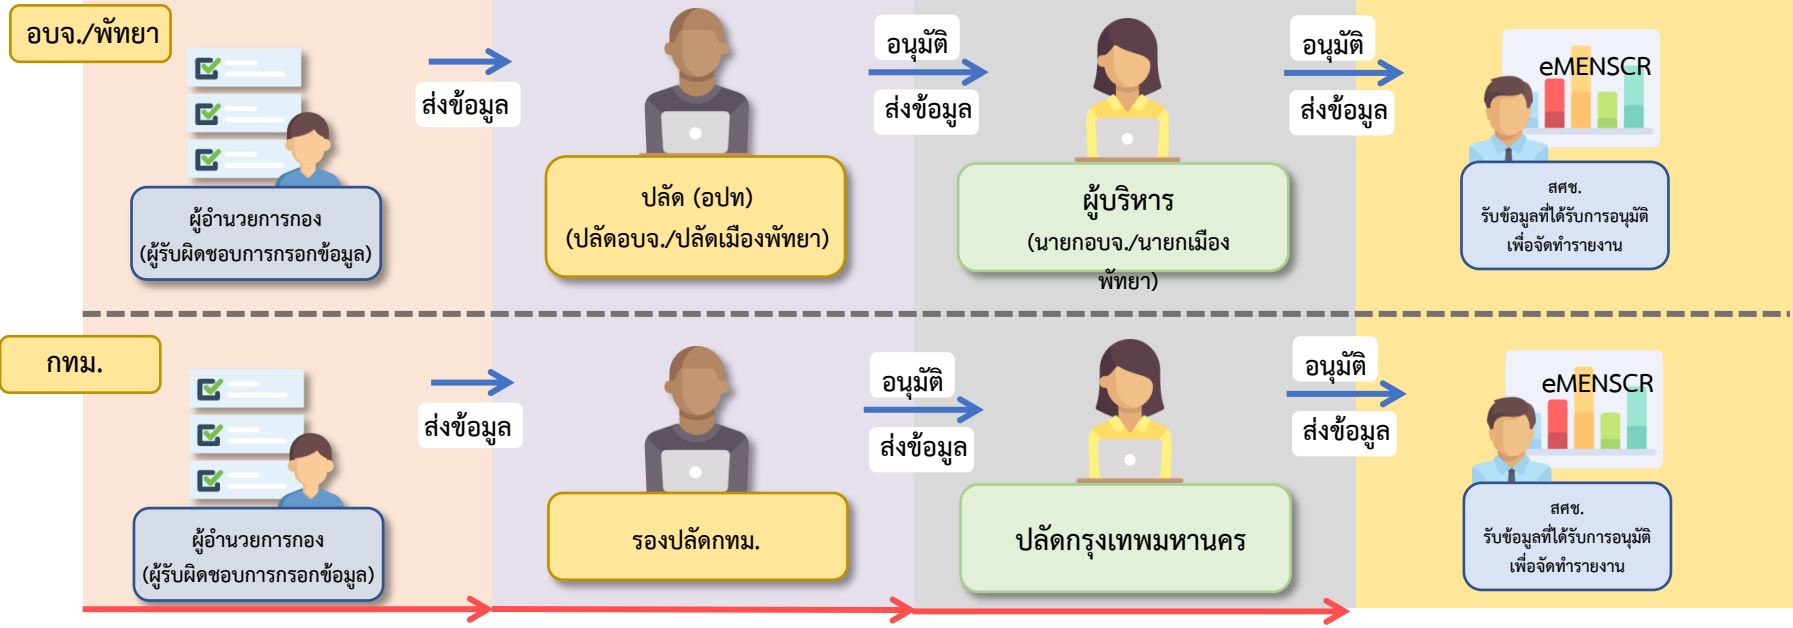 อบจ./พัทยา
ส่งข้อมูล
อนุมัติ
ส่งข้อมูล
อนุมัติ
ส่งข้อมูล
eMENSCR
ผู้อำนวยการกอง
(ผู้รับผิดชอบการกรอกข้อมูล)
ปลัด (อปท)
(ปลัดอบจ./ปลัดเมืองพัทยา)
ผู้บริหาร
(นายกอบจ./นายกเมือง
พัทยา)
สศช.
รับข้อมูลที่ได้รับการอนุมัติ
เพื่อจัดทำรายงาน
กทม.
ส่งข้อมูล
อนุมัติ
ส่งข้อมูล
อนุมัติ
ส่งข้อมูล
eMENSCR
ผู้อำนวยการกอง
(ผู้รับผิดชอบการกรอกข้อมูล)
รองปลัดกทม.
ปลัดกรุงเทพมหานคร
สศช.
รับข้อมูลที่ได้รับการอนุมัติ
เพื่อจัดทำรายงาน